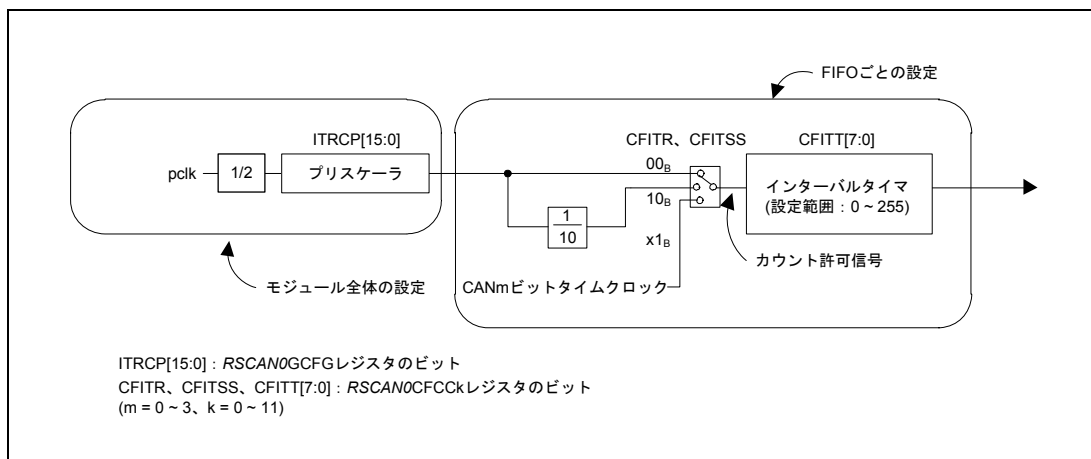 FIFOごとの設定
ITRCP[15:0]
CFITR、CFITSS
CFITT[7:0]
pclk
1/2
プリスケーラ
00B
10B
x1B
1
10
インターバルタイマ
(設定範囲：0 ~ 255)
カウント許可信号
モジュール全体の設定
CANmビットタイムクロック
ITRCP[15:0]：RSCAN0GCFGレジスタのビット
CFITR、CFITSS、CFITT[7:0]：RSCAN0CFCCkレジスタのビット
(m = 0 ~ 3、k = 0 ~ 11)